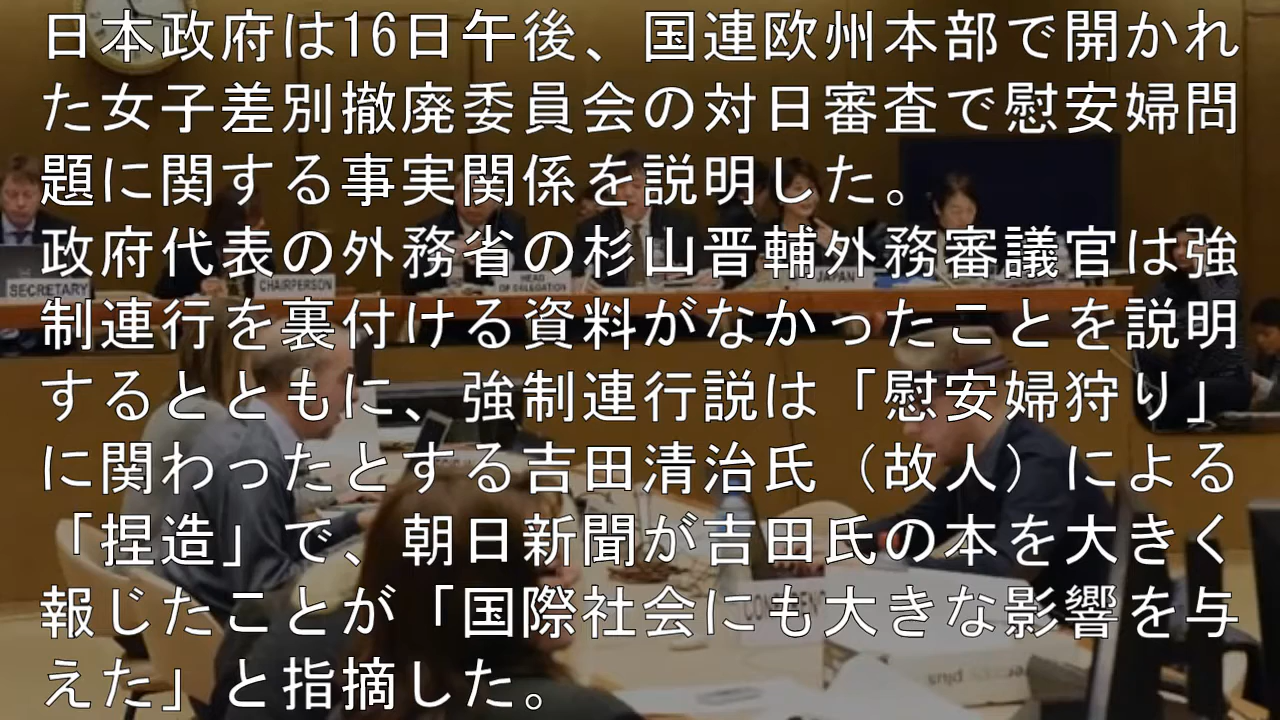 日本政府は16日午後、国連欧州本部で開かれ
た女子差別撤廃委員会の対日審査で慰安婦問
題に関する事実関係を説明した。
政府代表の外務省の杉山晋輔外務審議官は強
制連行を裏付ける資料がなかったことを説明
するとともに、強制連行説は「慰安婦狩り」
に関わったとする吉田清治氏（故人）による
「捏造」で、朝日新聞が吉田氏の本を大きく
報じたことが「国際社会にも大きな影響を与
えた」と指摘した。
SECRETARY
CHAIRPERSON
HEAD
OF DELEGATION
JAPAN